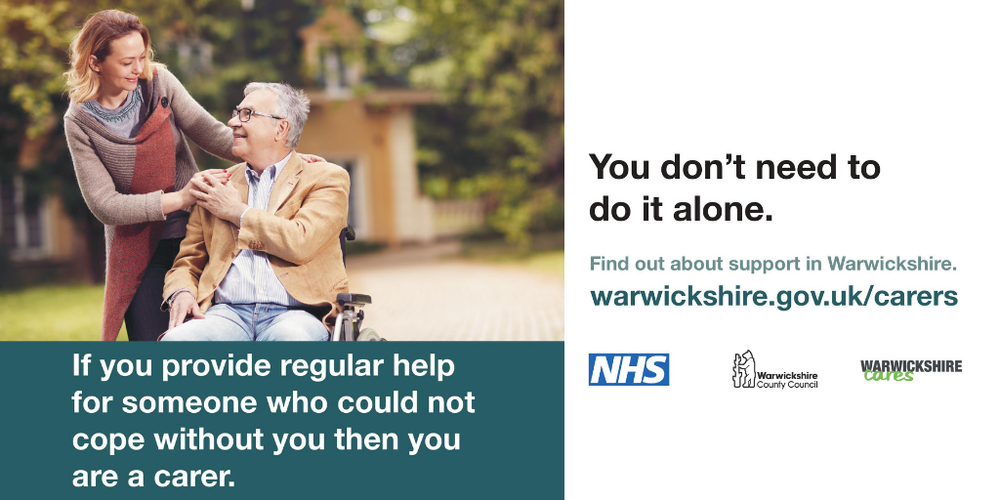 If you provide regular help
for someone who could not
cope without you then you
are a carer.
You don’t need to
do it alone.
Find out about support in Warwickshire.
warwickshire.gov.uk/carers
NHS
Warwickshire
County Council
WARWICKSHIRE
cares